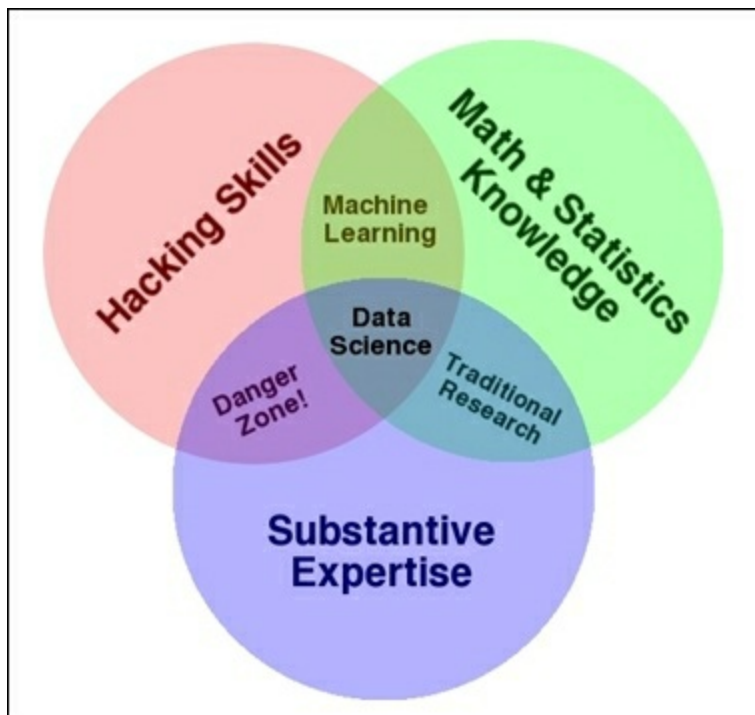 Hacking Skills
Math & Statistics
Knowledge
Machine
Learning
Data
Science
Danger
Zone!
Traditional
Research
Substantive
Expertise